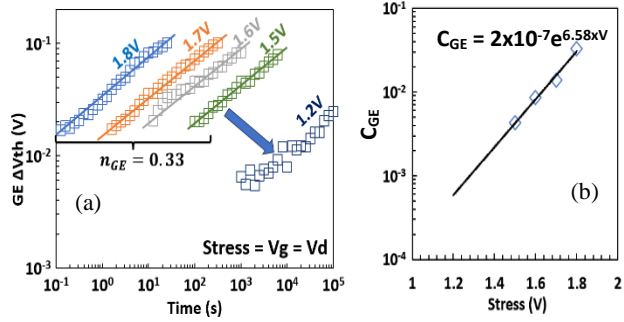 (a)
GE ΔVth (V)
10⁰
10⁻¹
10⁻²
10⁻³
1.8V
1.7V
1.6V
1.5V
1.2V
n_GE = 0.33
Stress = Vg = Vd
10⁻¹ 10⁰ 10¹ 10² 10³ 10⁴ 10⁵
Time (s)
C_GE = 2x10-7e^6.58xV
C_GE
10⁻¹
10⁻²
10⁻³
10⁻⁴
(b)
1 1.2 1.4 1.6 1.8 2
Stress (V)